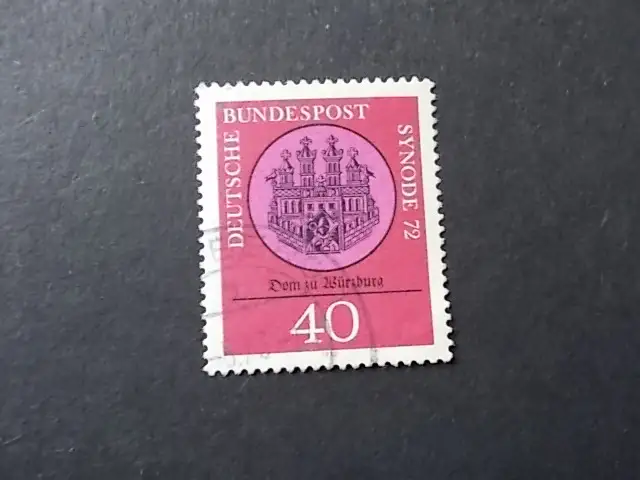 DEUTSCHE
BUNDESPOST
SYNODE 72
Dom zu Würzburg
40